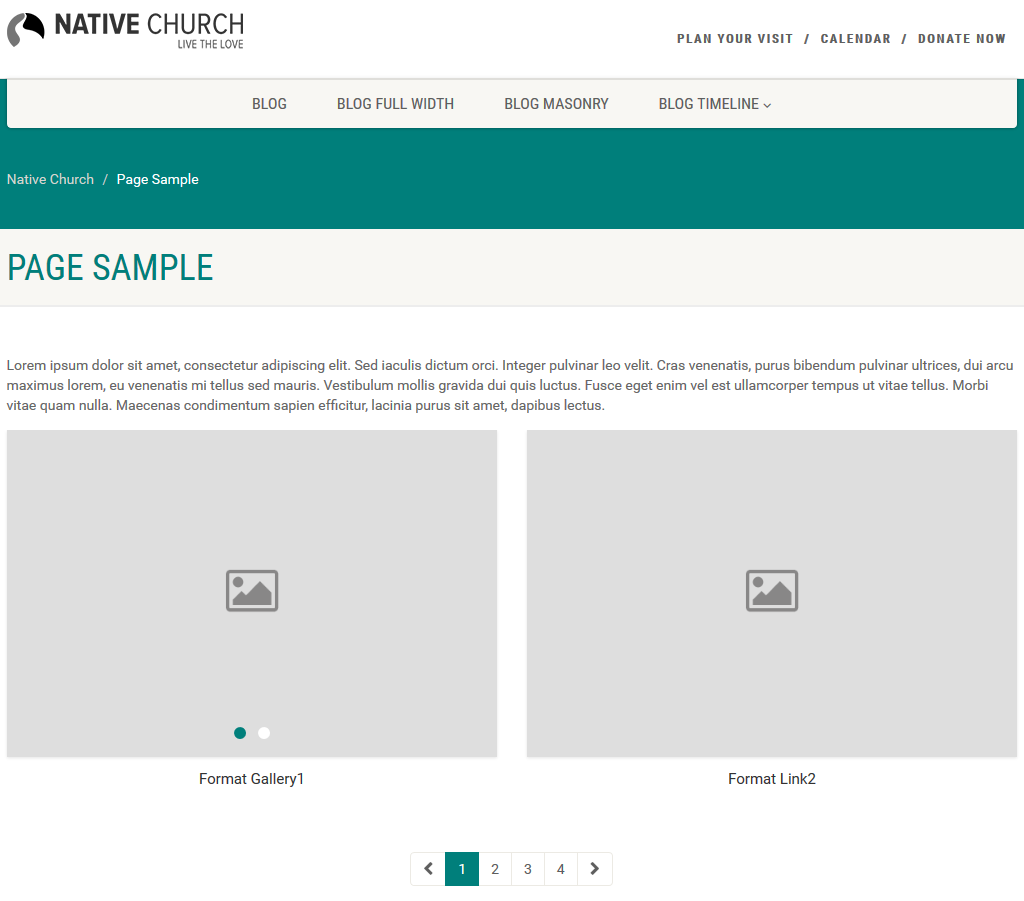 NATIVE CHURCH
LIVE THE LOVE
PLAN YOUR VISIT / CALENDAR / DONATE NOW
BLOG
BLOG FULL WIDTH
BLOG MASONRY
BLOG TIMELINE
Native Church / Page Sample
PAGE SAMPLE
Lorem ipsum dolor sit amet, consectetur adipiscing elit. Sed iaculis dictum orci. Integer pulvinar leo velit. Cras venenatis, purus bibendum pulvinar ultrices, dui arcu
maximus lorem, eu venenatis mi tellus sed mauris. Vestibulum mollis gravida dui quis luctus. Fusce eget enim vel est ullamcorper tempus ut vitae tellus. Morbi
vitae quam nulla. Maecenas condimentum sapien efficitur, lacinia purus sit amet, dapibus lectus.
Format Gallery1
Format Link2
1 2 3 4